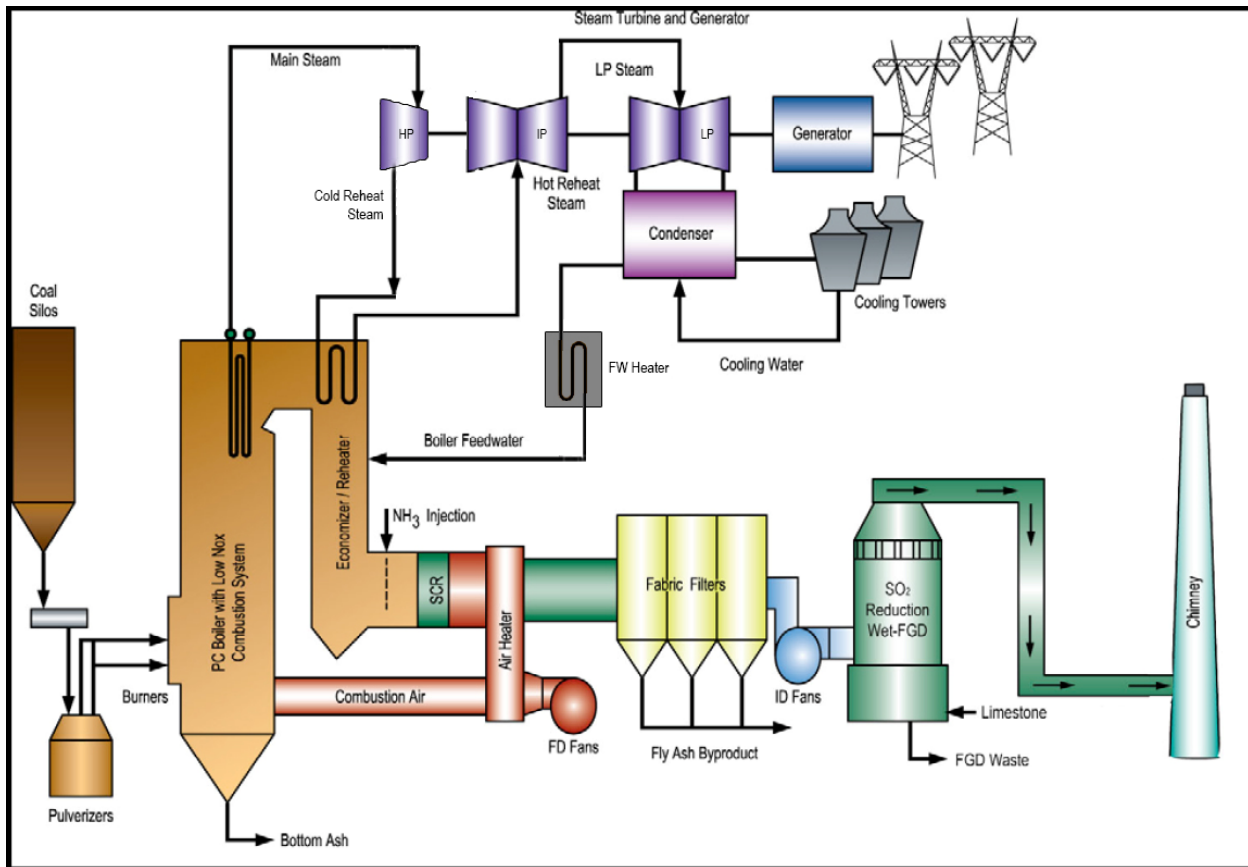 Steam Turbine and Generator
Main Steam
LP Steam
HP
IP
LP
Generator
Cold Reheat
Steam
Hot Reheat
Steam
Condenser
Cooling Towers
Coal
Silos
FW Heater
Cooling Water
Boiler Feedwater
Economizer / Reheater
PC Boiler with Low Nox
Combustion System
NH3 Injection
SCR
Air Heater
Fabric Filters
SO2
Reduction
Wet-FGD
Chimney
Burners
Combustion Air
FD Fans
ID Fans
Limestone
Fly Ash Byproduct
FGD Waste
Pulverizers
Bottom Ash